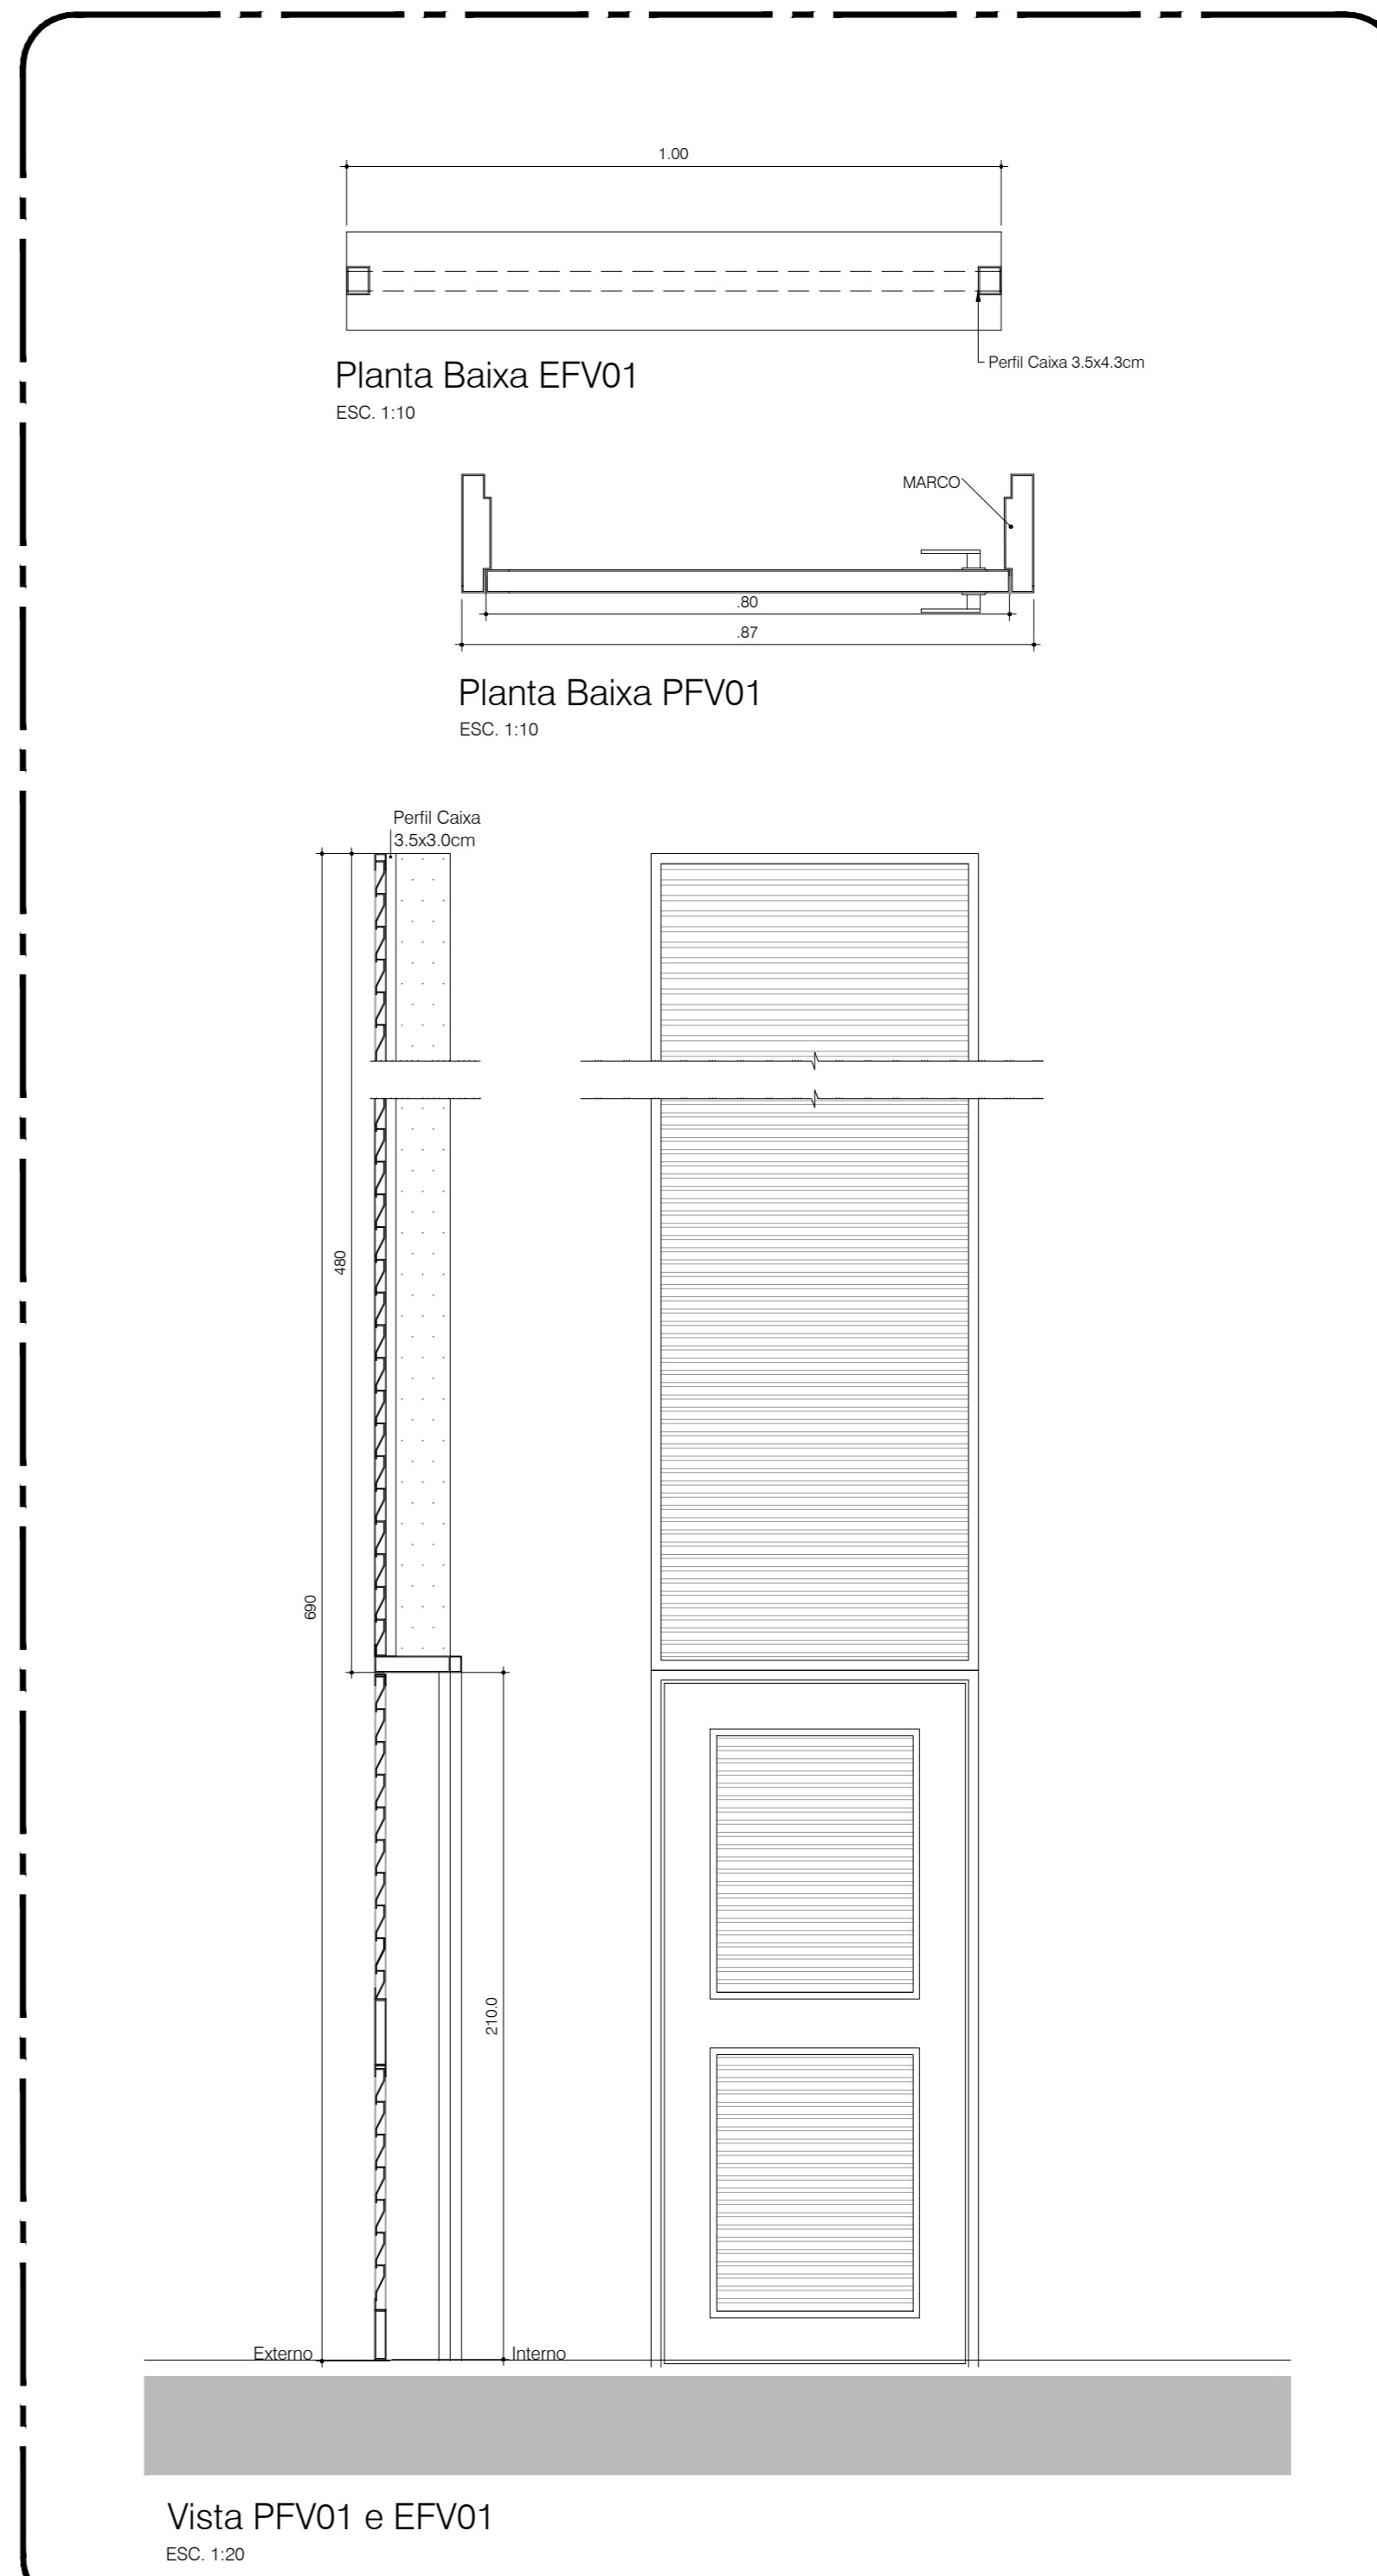 1.00
Perfil Caixa 3.5x4.3cm
Planta Baixa EFV01
ESC. 1:10
MARCO
.80
.87
Planta Baixa PFV01
ESC. 1:10
Perfil Caixa
3.5x3.0cm
480
690
210.0
Externo
Interno
Vista PFV01 e EFV01
ESC. 1:20